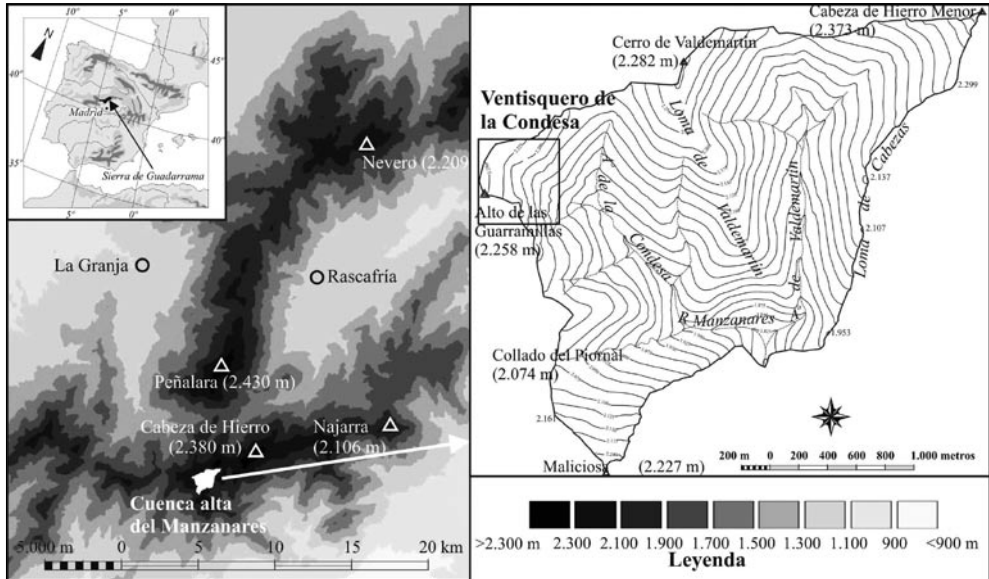 N
40°
40°
35°
5°
0°
5°
0°
Madrid
Sierra de Guadarrama
Nevero (2.209
La Granja
Rascafría
Peñalara (2.430 m)
Cabeza de Hierro
(2.380 m)
Najarra
(2.106 m)
Cuenca alta
del Manzanares
5.000 m
0
5
10
15
20 km
Cabeza de Hierro Menor
(2.373 m)
Cerro de Valdemartín
(2.282 m)
2.299
Ventisquero de
la Condesa
Alto de las
Guarramillas
(2.258 m)
Loma de Valdemartín
de la Condesa
de Valdemartín
Loma de Cabezas
2.137
2.107
R Manzanares
1.953
Collado del Piornal
(2.074 m)
2.161
Maliciosa
(2.227 m)
200 m
0
200
400
600
800
1.000 metros
>2.300 m
2.300
2.100
1.900
1.700
1.500
1.300
1.100
900
<900 m
Leyenda